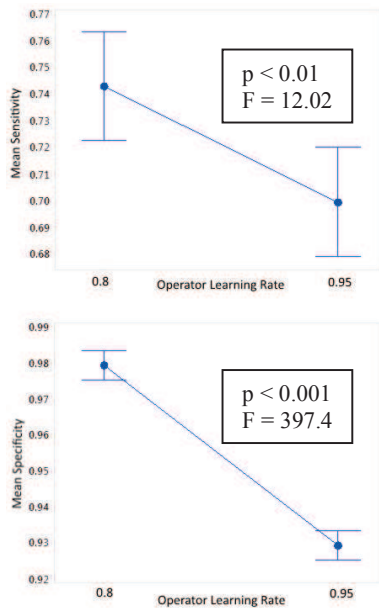 0.77
0.76
0.75
0.74
0.73
0.72
0.71
0.70
0.69
0.68
Mean Sensitivity
p < 0.01
F = 12.02
0.8
Operator Learning Rate
0.95
0.99
0.98
0.97
0.96
0.95
0.94
0.93
0.92
Mean Specificity
p < 0.001
F = 397.4
0.8
Operator Learning Rate
0.95